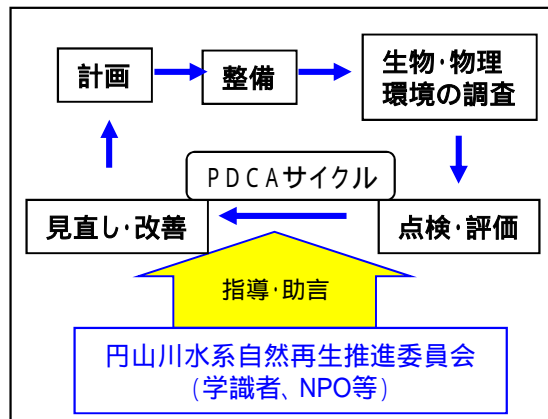 計画
整備
生物･物理
環境の調査
PDCAサイクル
見直し･改善
点検･評価
指導･助言
円山川水系自然再生推進委員会
(学識者、NPO等)